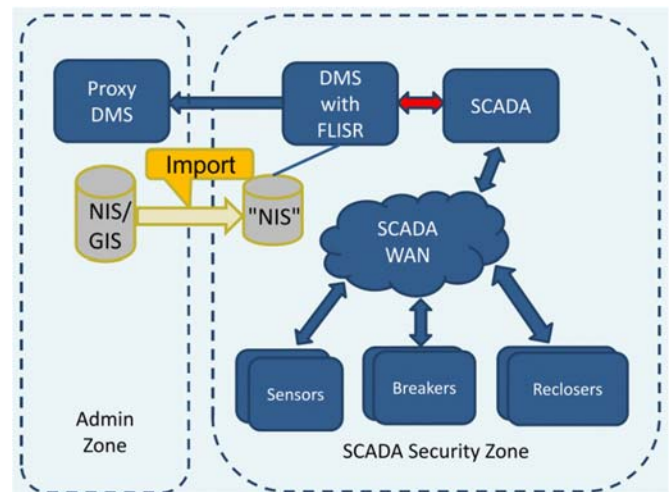 Proxy
DMS
DMS
with
FLISR
SCADA
Import
NIS/
GIS
"NIS"
SCADA
WAN
Sensors
Breakers
Reclosers
Admin
Zone
SCADA Security Zone